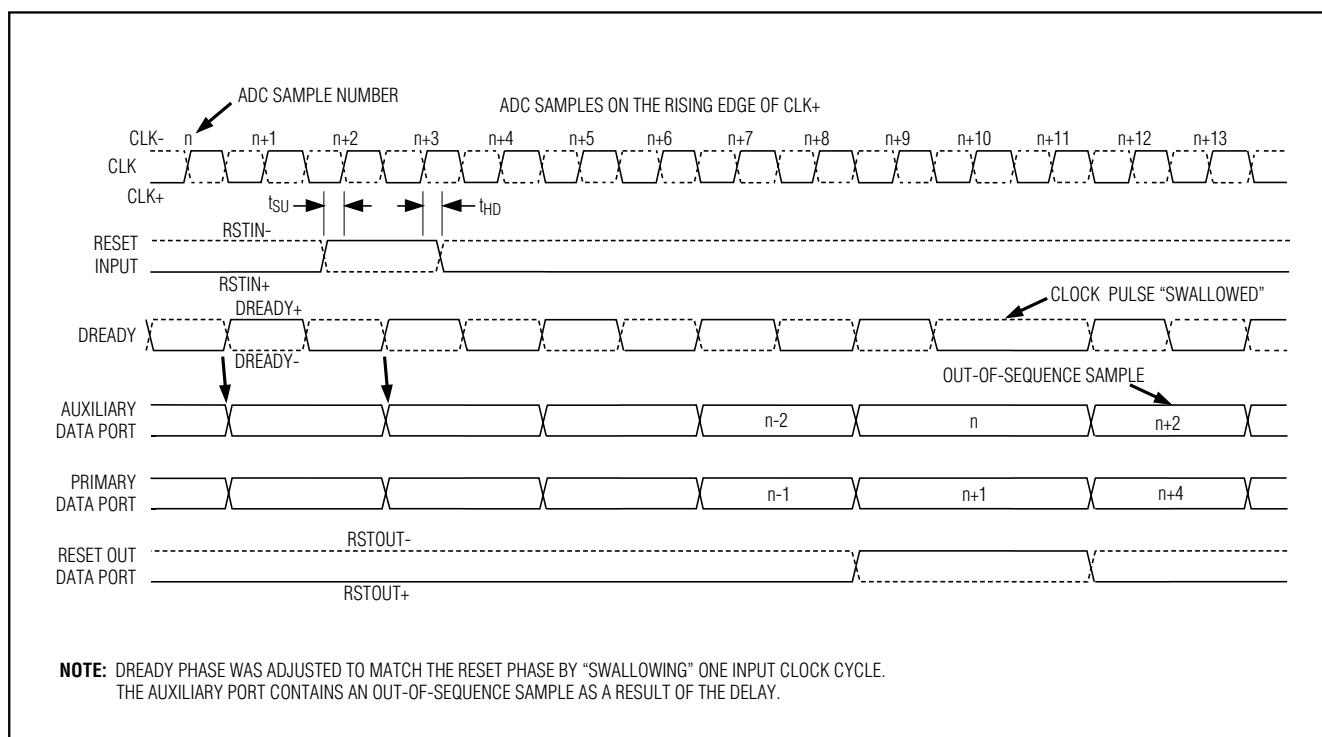 ADC SAMPLE NUMBER
ADC SAMPLES ON THE RISING EDGE OF CLK+
CLK- n n+1 n+2 n+3 n+4 n+5 n+6 n+7 n+8 n+9 n+10 n+11 n+12 n+13
CLK
CLK+
tSU tHD
RSTIN-
RESET
INPUT
RSTIN+
DREADY+
CLOCK PULSE “SWALLOWED”
DREADY
DREADY-
OUT-OF-SEQUENCE SAMPLE
AUXILIARY
DATA PORT
n-2 n n+2
PRIMARY
DATA PORT
n-1 n+1 n+4
RSTOUT-
RESET OUT
DATA PORT
RSTOUT+
NOTE: DREADY PHASE WAS ADJUSTED TO MATCH THE RESET PHASE BY “SWALLOWING” ONE INPUT CLOCK CYCLE.
THE AUXILIARY PORT CONTAINS AN OUT-OF-SEQUENCE SAMPLE AS A RESULT OF THE DELAY.